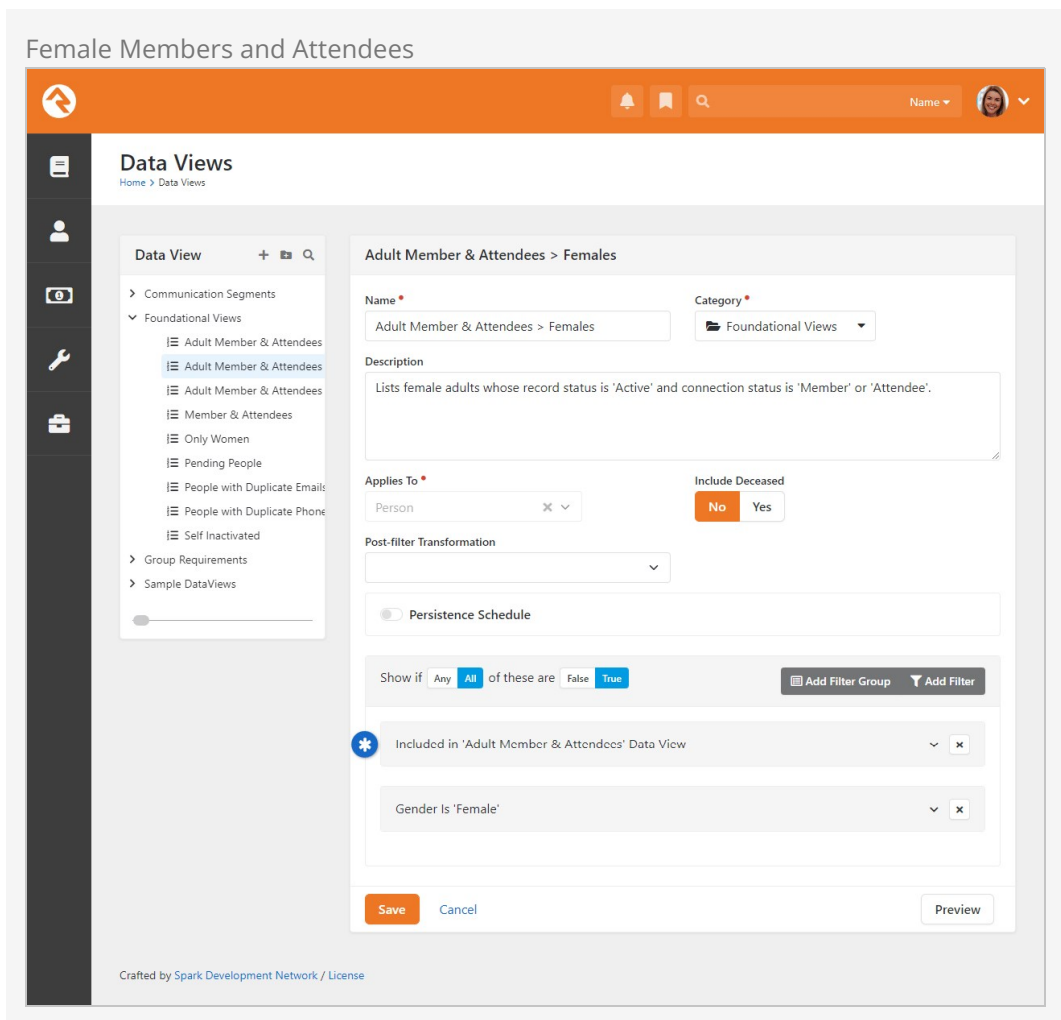 Female Members and Attendees
Name
Data Views
Home > Data Views
Data View
Communication Segments
Foundational Views
Adult Member & Attendees
Adult Member & Attendees
Adult Member & Attendees
Member & Attendees
Only Women
Pending People
People with Duplicate Emails
People with Duplicate Phone
Self Inactivated
Group Requirements
Sample DataViews
Adult Member & Attendees > Females
Name
Category
Adult Member & Attendees > Females
Foundational Views
Description
Lists female adults whose record status is 'Active' and connection status is 'Member' or 'Attendee'.
Applies To
Include Deceased
Person
No Yes
Post-filter Transformation
Persistence Schedule
Show if Any All of these are False True
Add Filter Group Add Filter
Included in 'Adult Member & Attendees' Data View
Gender Is 'Female'
Save Cancel Preview
Crafted by Spark Development Network / License